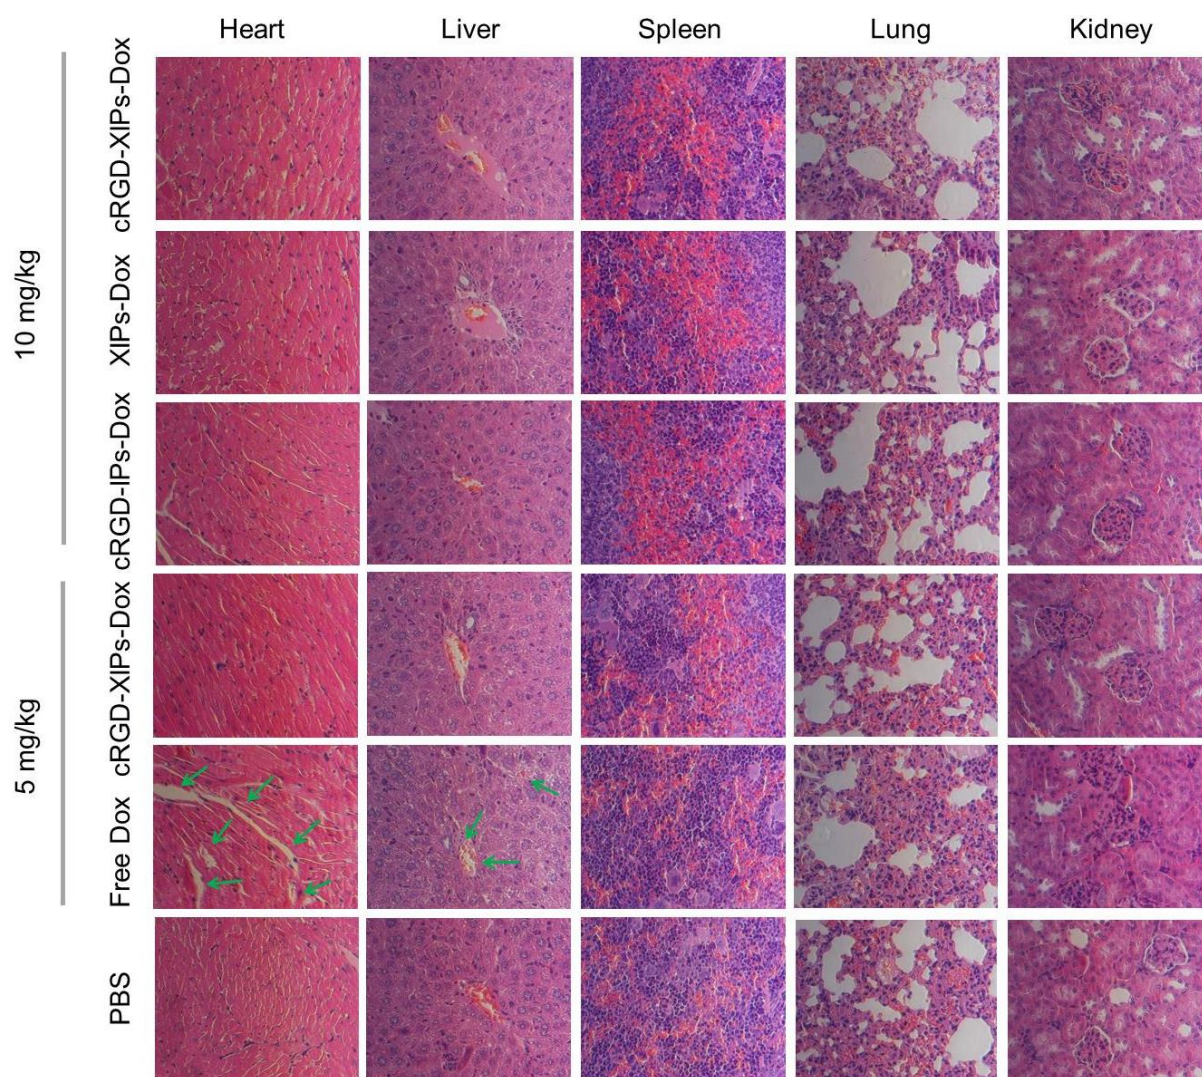 Heart Liver Spleen Lung Kidney
10 mg/kg
cRGD-XIPs-Dox
XIPs-Dox
cRGD-IPs-Dox
5 mg/kg
cRGD-XIPs-Dox
Free Dox
PBS